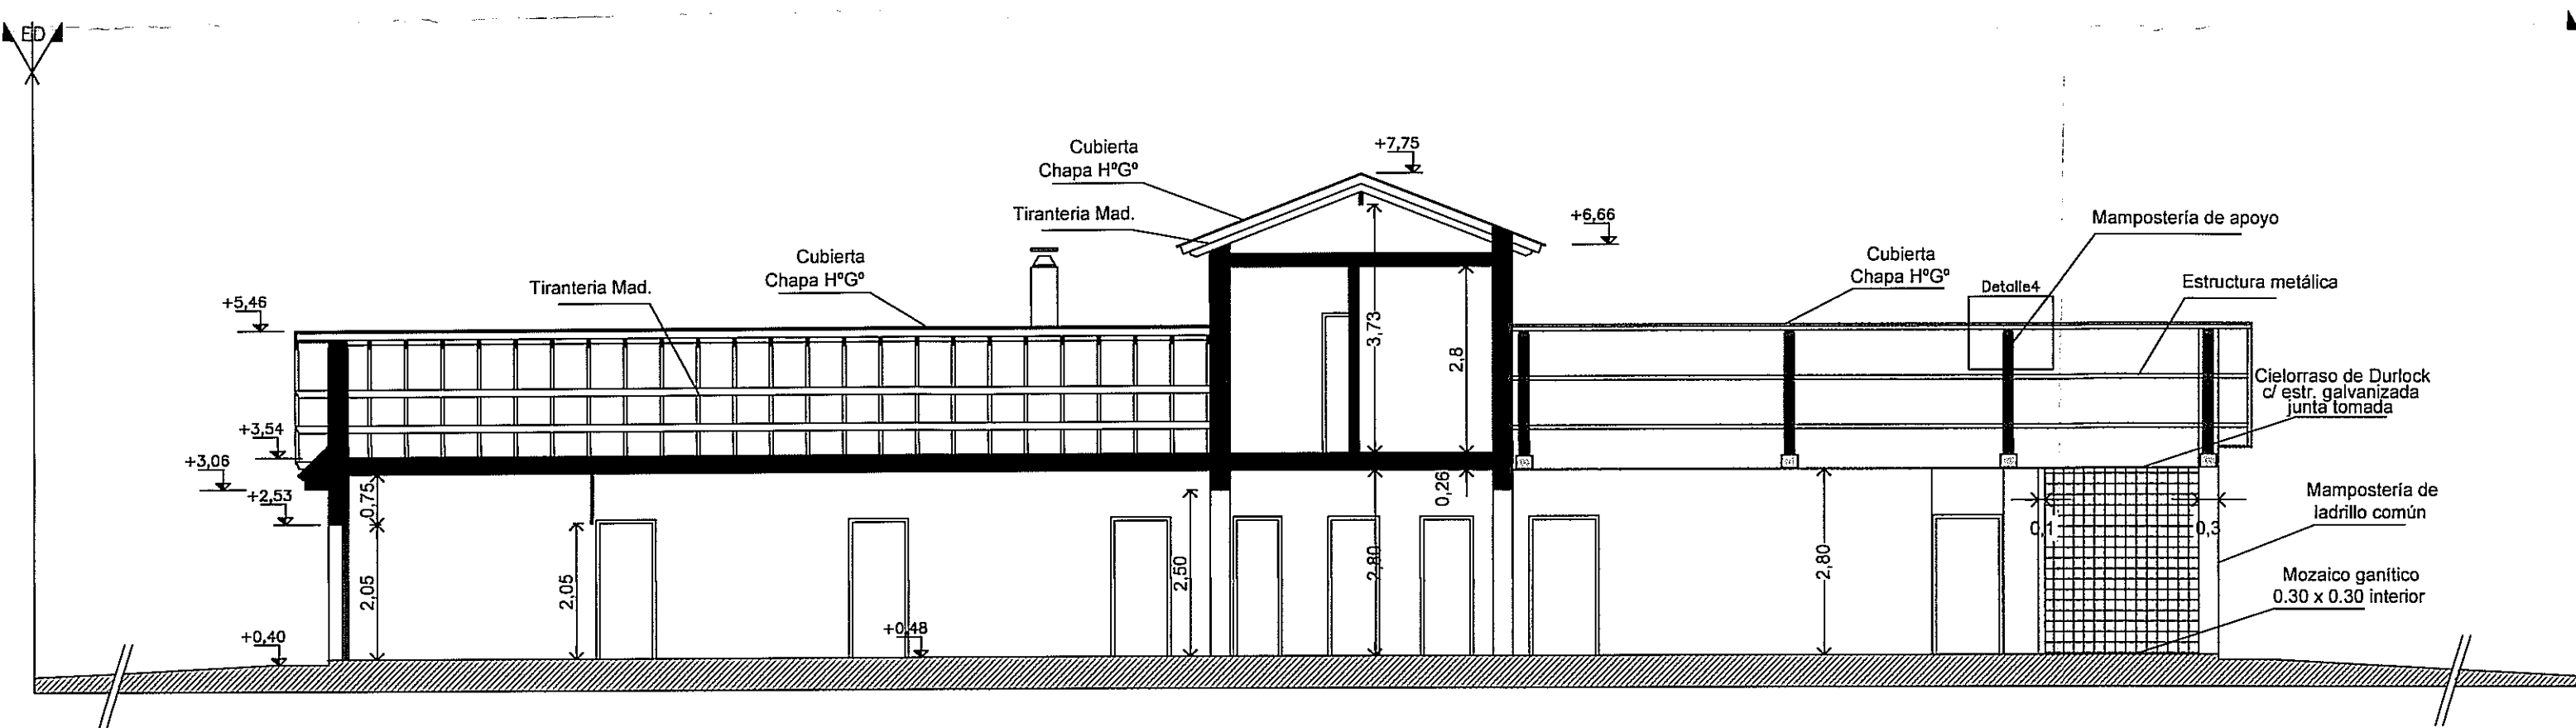 ED
+7,75
Cubierta
Chapa HºGº
Tiranteria Mad.
+6,66
Mampostería de apoyo
Cubierta
Chapa HºGº
Cubierta
Chapa HºGº
Tiranteria Mad.
Detalle4
Estructura metálica
+5,46
3,73
2.8
Cielorraso de Durlock
c/ estr. galvanizada
junta tomada
+3,54
+3,06
+2,53
0,75
0,26
Mampostería de
ladrillo común
0,1
0,3
2,05
2,05
2,50
2,80
2,80
Mozaico ganítico
0.30 x 0.30 interior
+0,40
+0,48